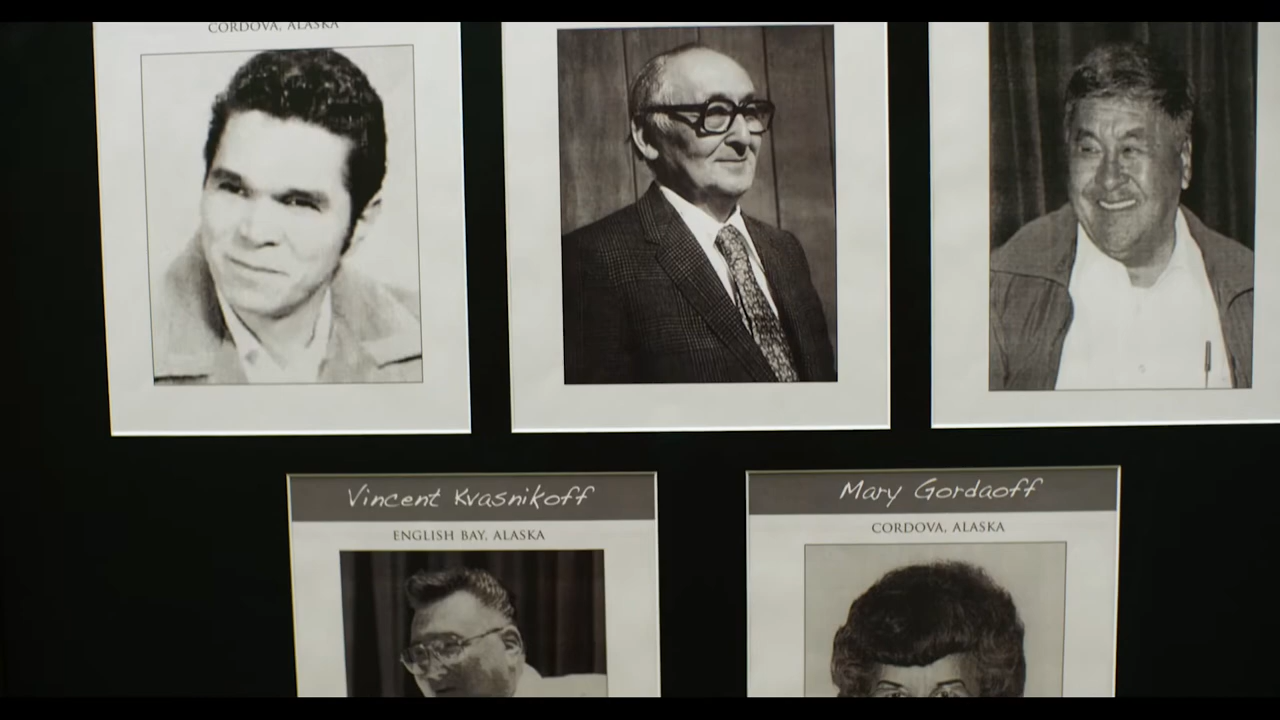 CORDOVA, ALASKA
Vincent Kvasnikoff
Mary Gordaoff
ENGLISH BAY, ALASKA
CORDOVA, ALASKA